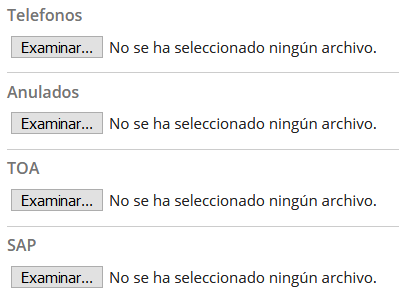 Telefonos
Examinar... No se ha seleccionado ningún archivo.
Anulados
Examinar... No se ha seleccionado ningún archivo.
TOA
Examinar... No se ha seleccionado ningún archivo.
SAP
Examinar... No se ha seleccionado ningún archivo.